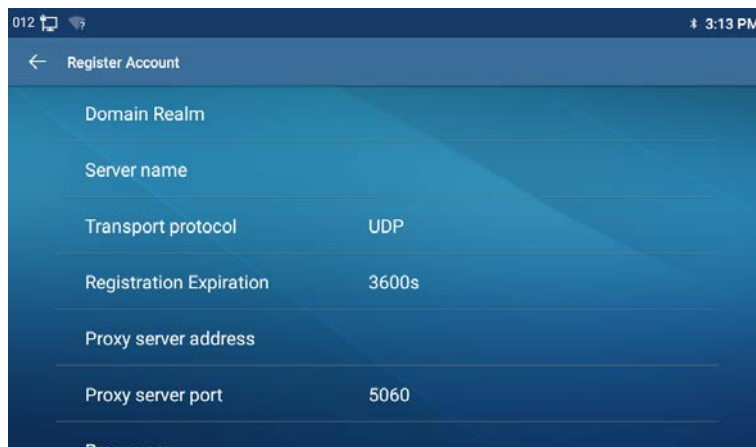 012 3:13 PM
Register Account
Domain Realm
Server name
Transport protocol UDP
Registration Expiration 3600s
Proxy server address
Proxy server port 5060